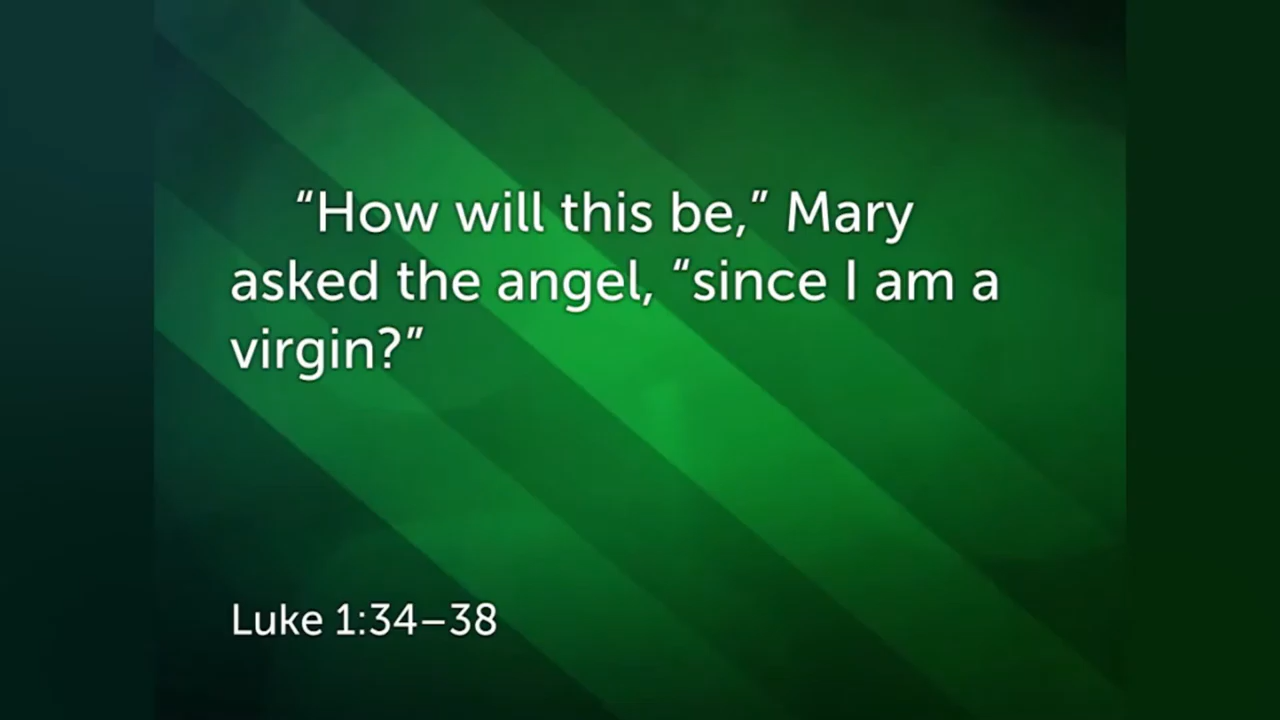 “How will this be,” Mary
asked the angel, “since I am a
virgin?”
Luke 1:34–38